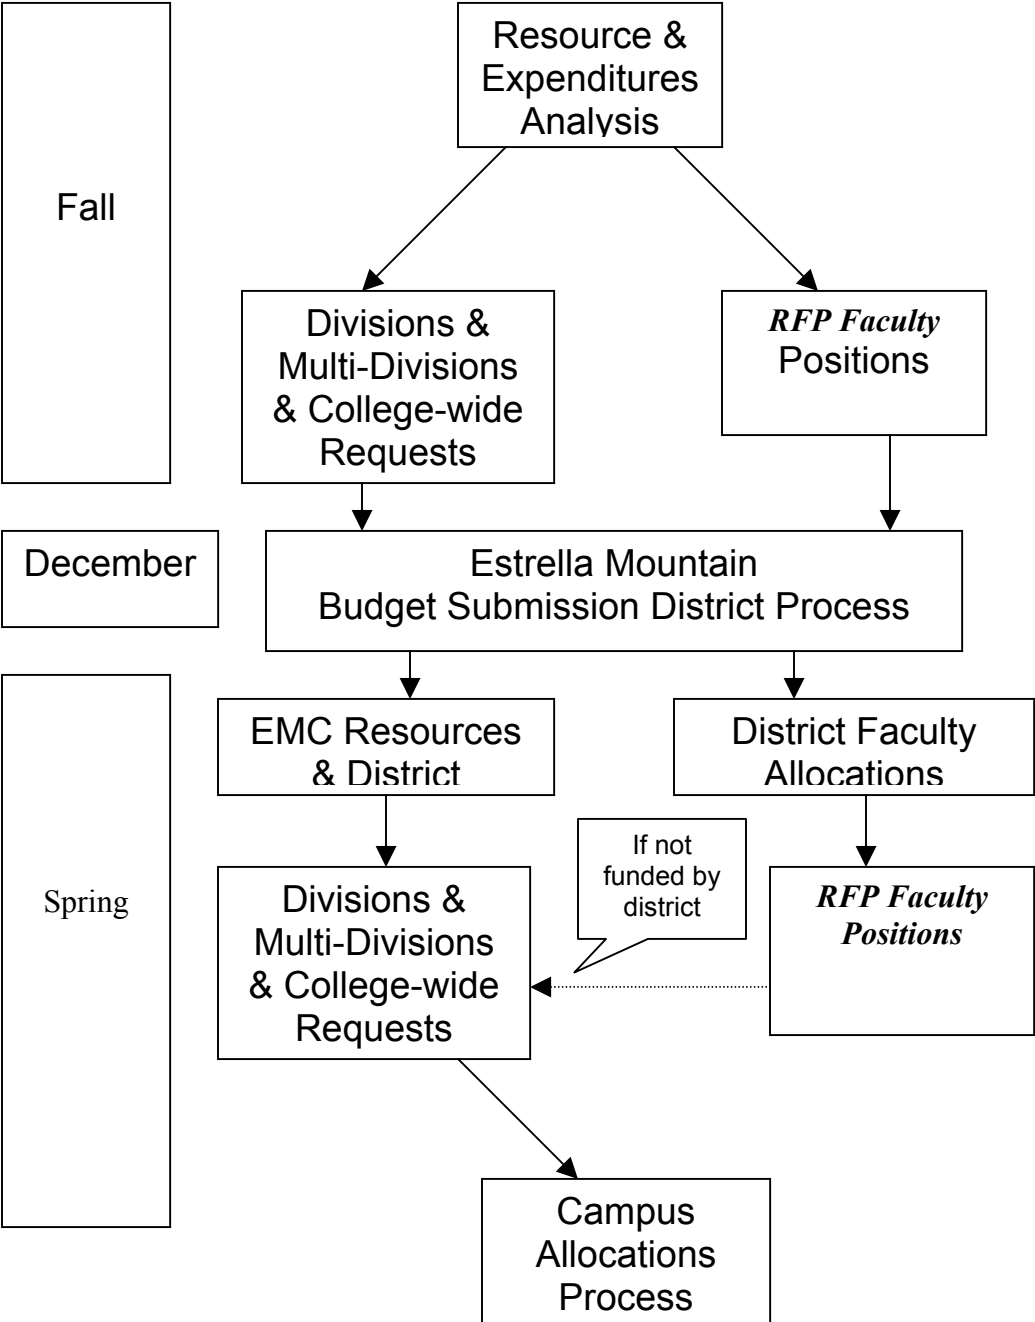 Resource &
Expenditures
Analysis
Fall
Divisions &
Multi-Divisions
& College-wide
Requests
RFP Faculty
Positions
December
Estrella Mountain
Budget Submission District Process
EMC Resources
& District
District Faculty
Allocations
If not
funded by
district
Spring
Divisions &
Multi-Divisions
& College-wide
Requests
RFP Faculty
Positions
Campus
Allocations
Process